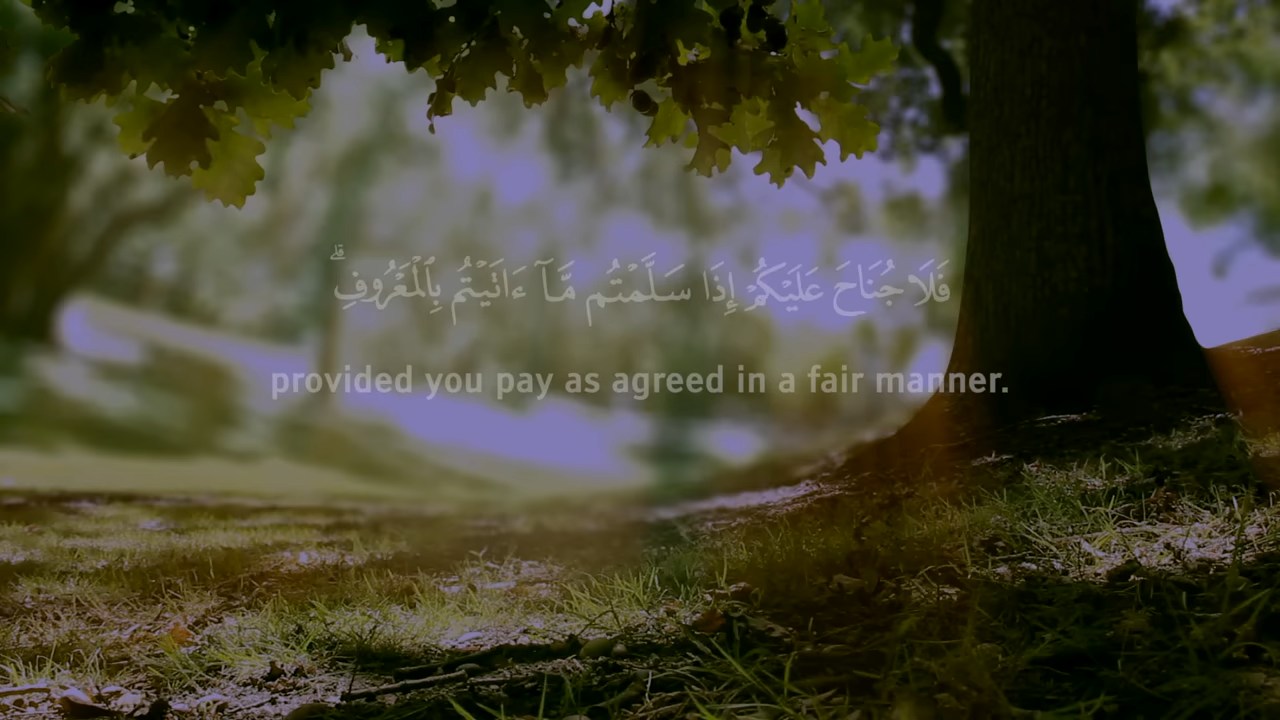 فَلَا جُنَاحَ عَلَيْكُمْ إِذَا سَلَّمْتُم مَّآ ءَاتَيْتُم بِٱلْمَعْرُوفِ ۗ
provided you pay as agreed in a fair manner.